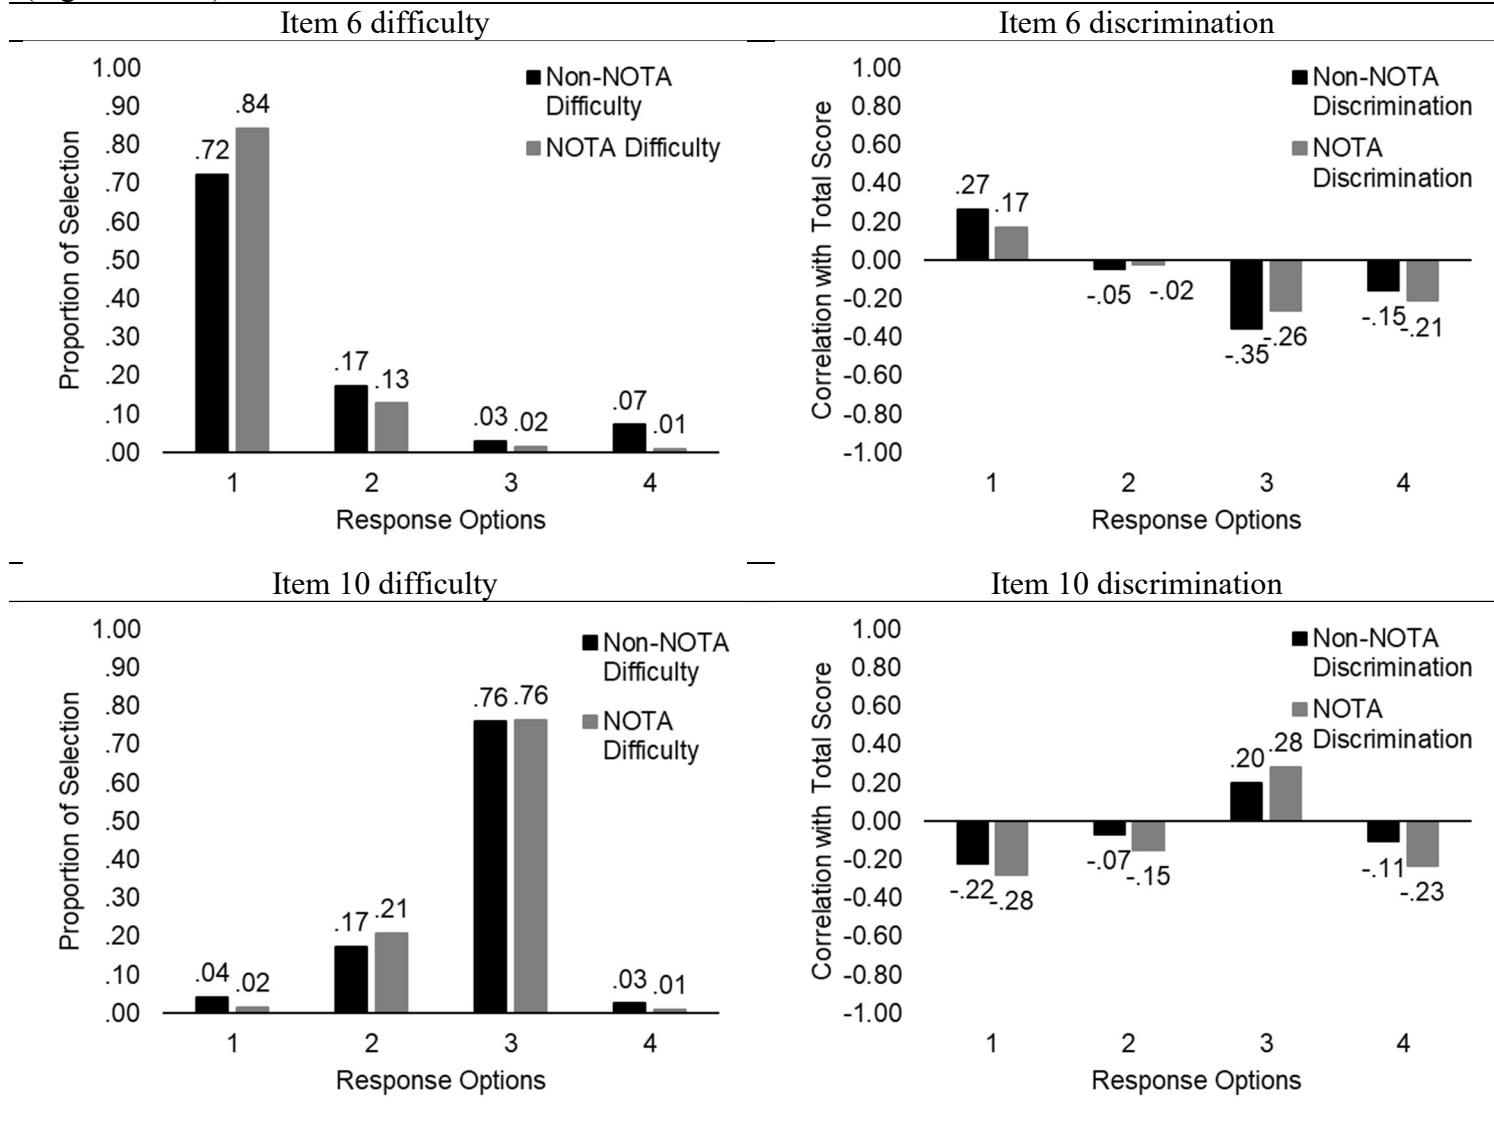 Item 6 difficulty
1.00
.90
.80
.70
.60
.50
.40
.30
.20
.10
.00
Proportion of Selection
Non-NOTA
Difficulty
NOTA Difficulty
.72
.84
.17
.13
.03
.02
.07
.01
1 2 3 4
Response Options
Item 6 discrimination
1.00
0.80
0.60
0.40
0.20
0.00
-0.20
-0.40
-0.60
-0.80
-1.00
Correlation with Total Score
Non-NOTA
Discrimination
NOTA
Discrimination
.27
.17
-.05
-.02
-.35
-.26
-.15
-.21
1 2 3 4
Response Options
Item 10 difficulty
1.00
.90
.80
.70
.60
.50
.40
.30
.20
.10
.00
Proportion of Selection
Non-NOTA
Difficulty
NOTA
Difficulty
.04
.02
.17
.21
.76
.76
.03
.01
1 2 3 4
Response Options
Item 10 discrimination
1.00
0.80
0.60
0.40
0.20
0.00
-0.20
-0.40
-0.60
-0.80
-1.00
Correlation with Total Score
Non-NOTA
Discrimination
NOTA
Discrimination
-.22
-.28
-.07
-.15
.20
.28
-.11
-.23
1 2 3 4
Response Options